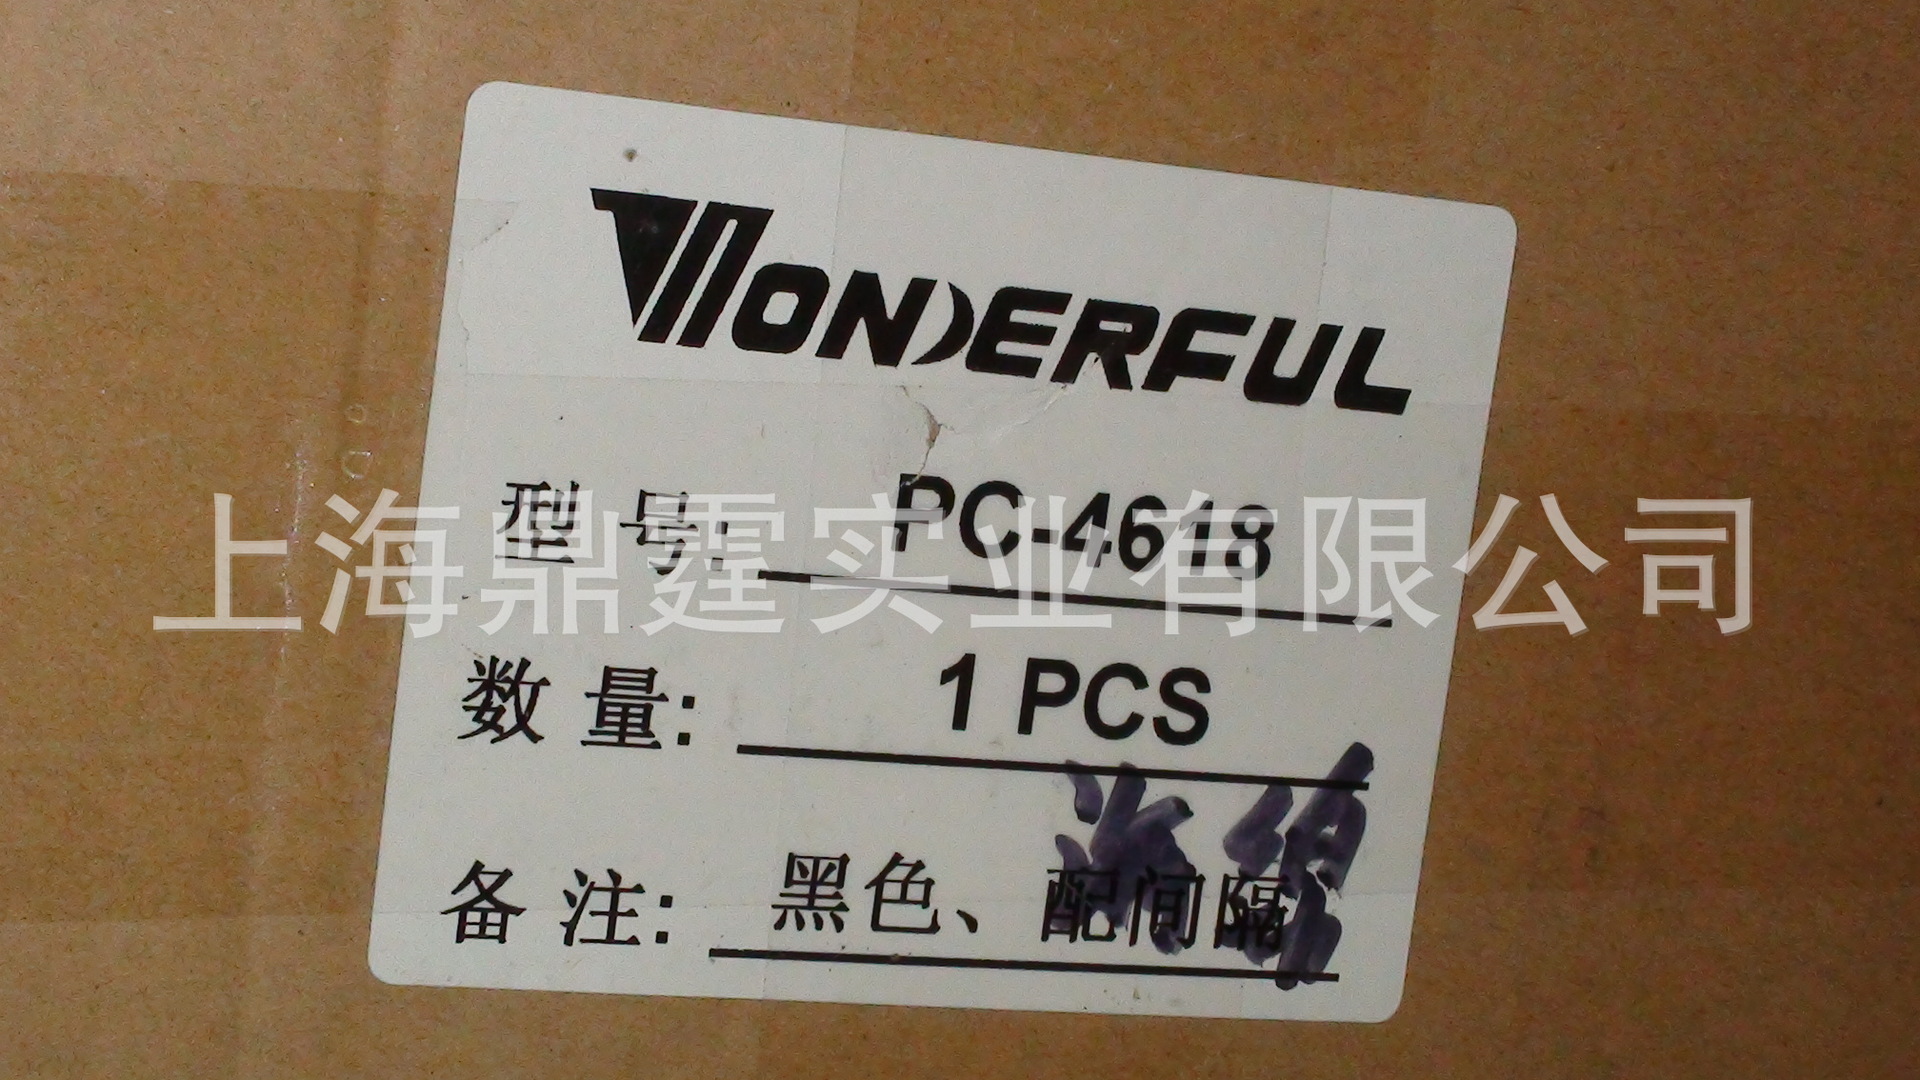 WONDERFUL
型号: PC-4618
上海鼎霆实业有限公司
数量: 1 PCS
备注: 黑色、配间隔